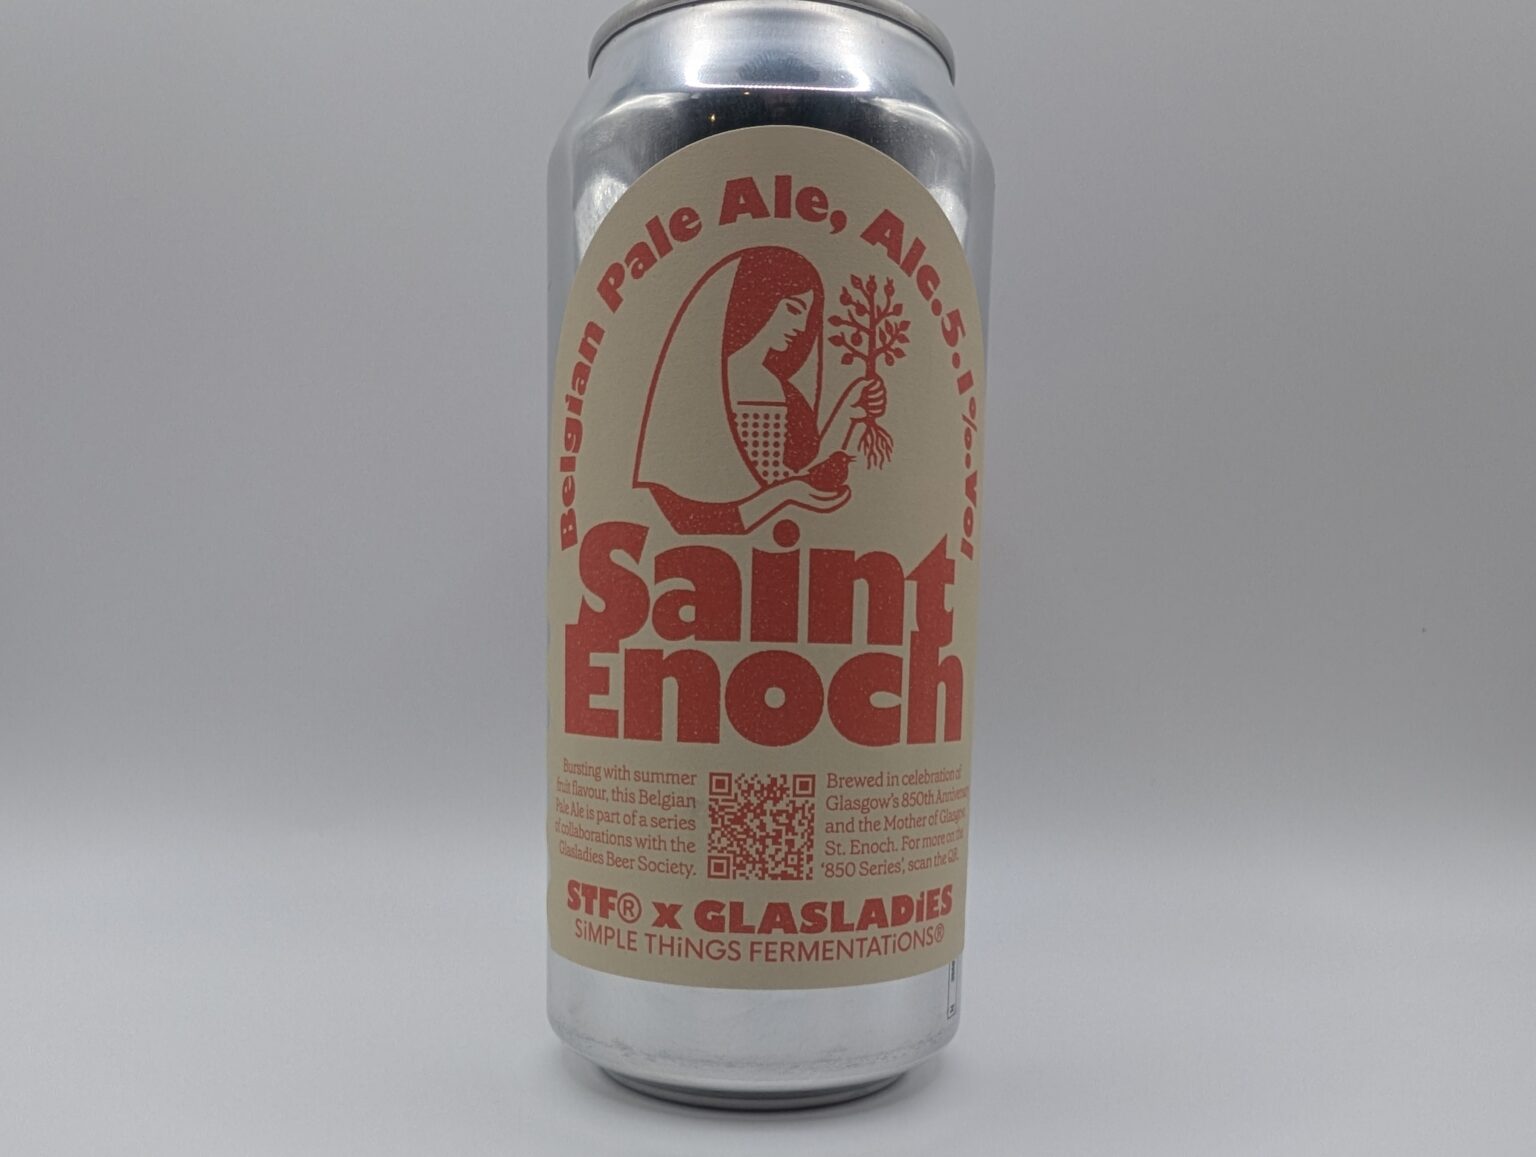 Belgian Pale Ale, Alc.5.1%.Vol
Saint
Enoch
Bursting with summer
fruit flavour, this Belgian
Pale Ale is part of a series
of collaborations with the
Glasladies Beer Society.
Brewed in celebration of
Glasgow's 850th Anniversary
and the Mother of Glasgow,
St. Enoch. For more on the
'850 Series', scan the QR.
STF® x GLASLADiES
SiMPLE THiNGS FERMENTATiONS®